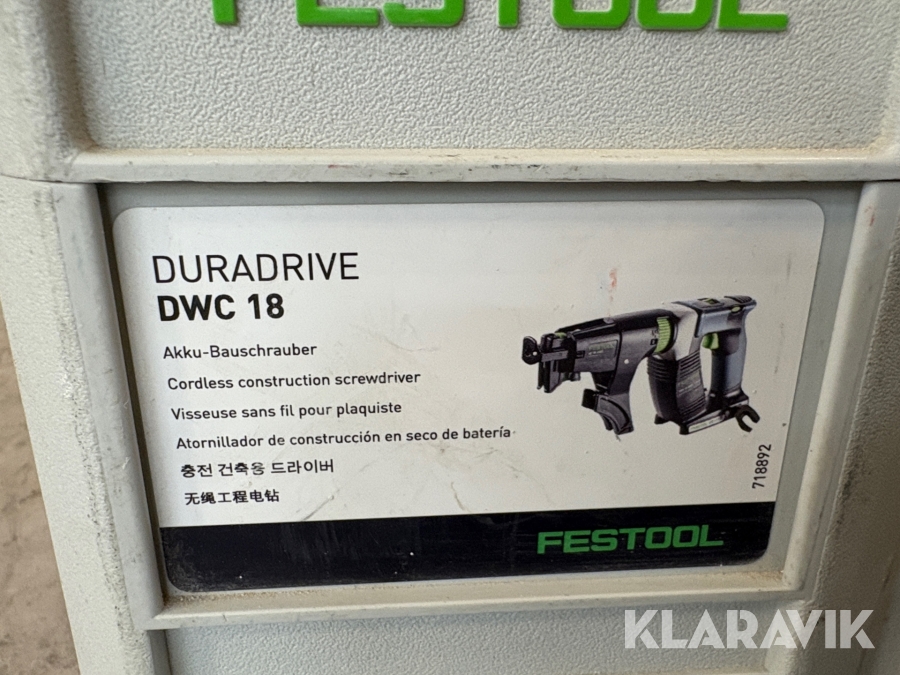 FESTOOL
DURADRIVE
DWC 18
Akku-Bauschrauber
Cordless construction screwdriver
Visseuse sans fil pour plaquiste
Atornillador de construcción en seco de batería
충전 건축용 드라이버
无绳工程电钻
718892
FESTOOL
KLARAVIK